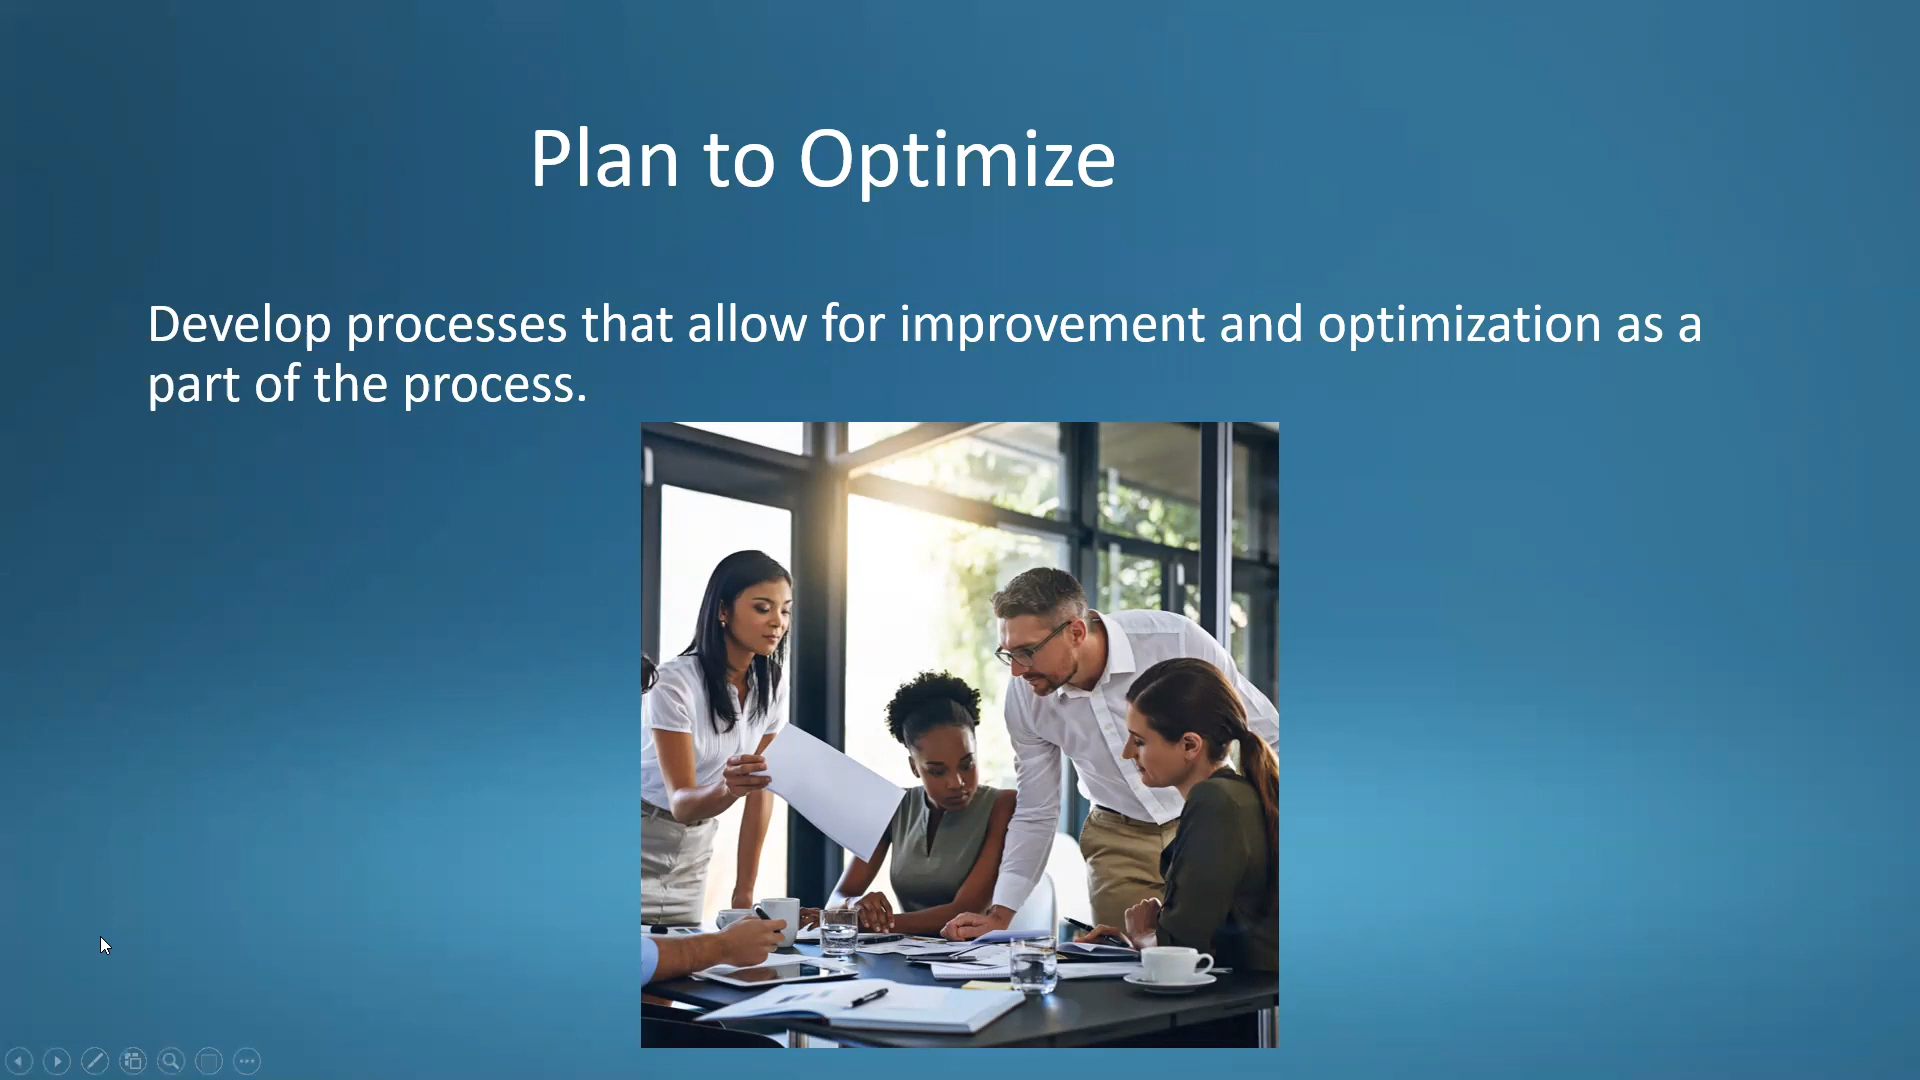 Plan to Optimize
Develop processes that allow for improvement and optimization as a
part of the process.